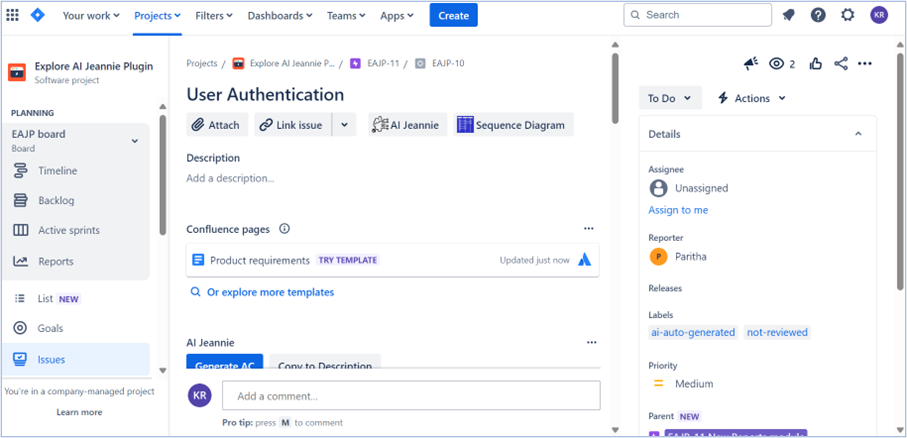 Your work Projects Filters Dashboards Teams Apps Create Search KR
Explore AI Jeannie Plugin
Software project
PLANNING
EAJP board
Board
Timeline
Backlog
Active sprints
Reports
List NEW
Goals
Issues
You're in a company-managed project
Learn more
Projects / Explore AI Jeannie P... / EAJP-11 / EAJP-10
User Authentication
Attach Link issue AI Jeannie Sequence Diagram
Description
Add a description...
Confluence pages
Product requirements TRY TEMPLATE Updated just now
Or explore more templates
AI Jeannie
Generate AC Copy to Description
KR Add a comment...
Pro tip: press M to comment
2
To Do Actions
Details
Assignee
Unassigned
Assign to me
Reporter
P Paritha
Releases
Labels
ai-auto-generated not-reviewed
Priority
Medium
Parent NEW
EAJP-11 New Reports module